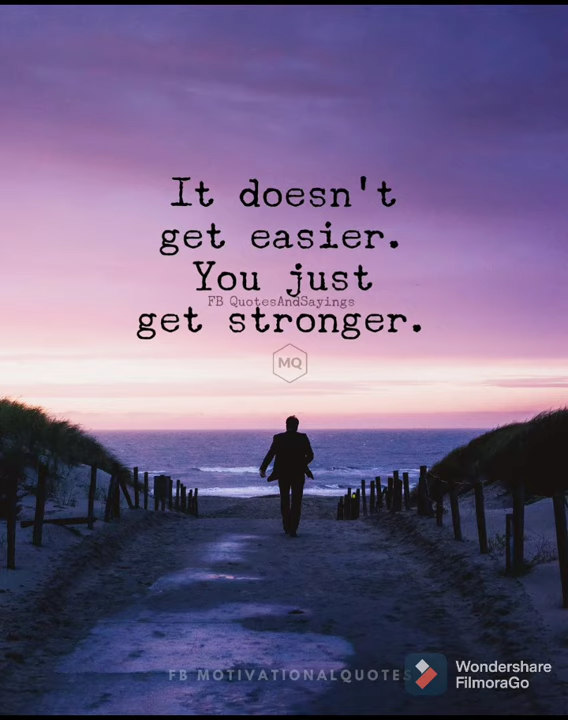 It doesn't
get easier.
You just
FB QuotesAndSayings
get stronger.
MQ
FB MOTIVATIONALQUOTES
Wondershare
FilmoraGo